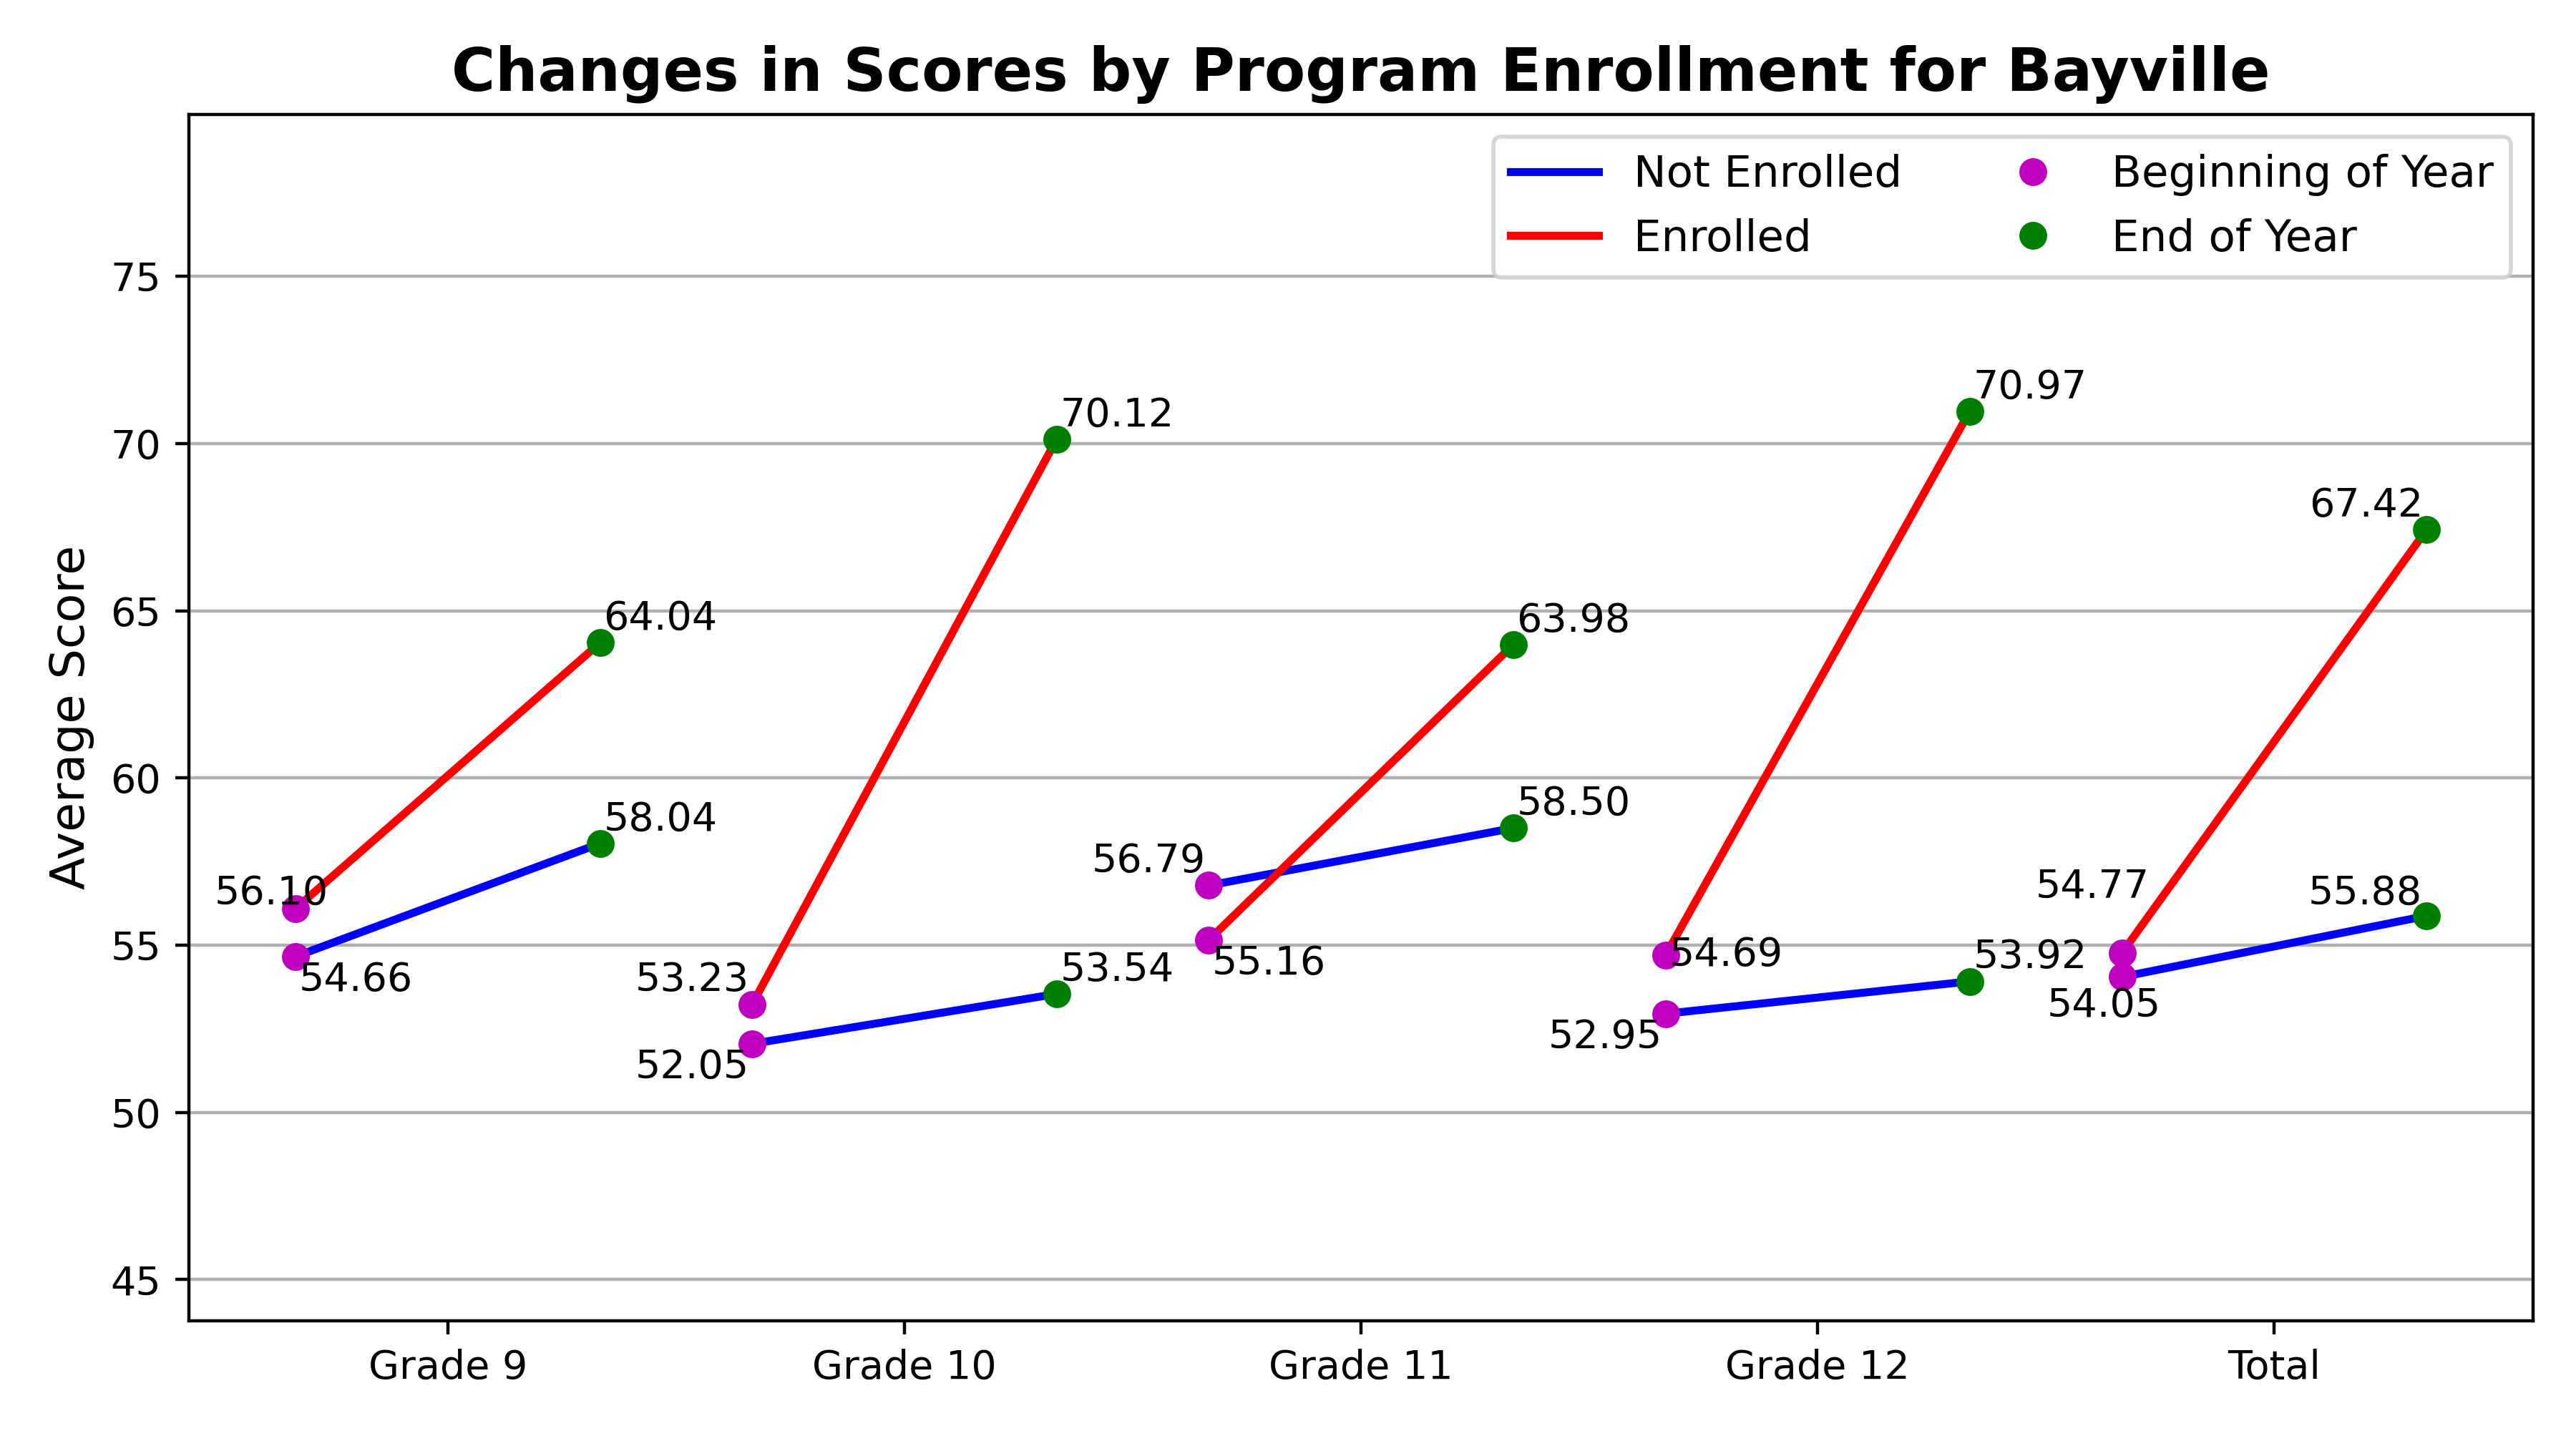 Changes in Scores by Program Enrollment for Bayville
Not Enrolled
Enrolled
Beginning of Year
End of Year
Average Score
75
70
65
60
55
50
45
56.10
54.66
64.04
58.04
53.23
52.05
70.12
53.54
56.79
55.16
63.98
58.50
54.69
52.95
70.97
53.92
54.77
54.05
67.42
55.88
Grade 9
Grade 10
Grade 11
Grade 12
Total